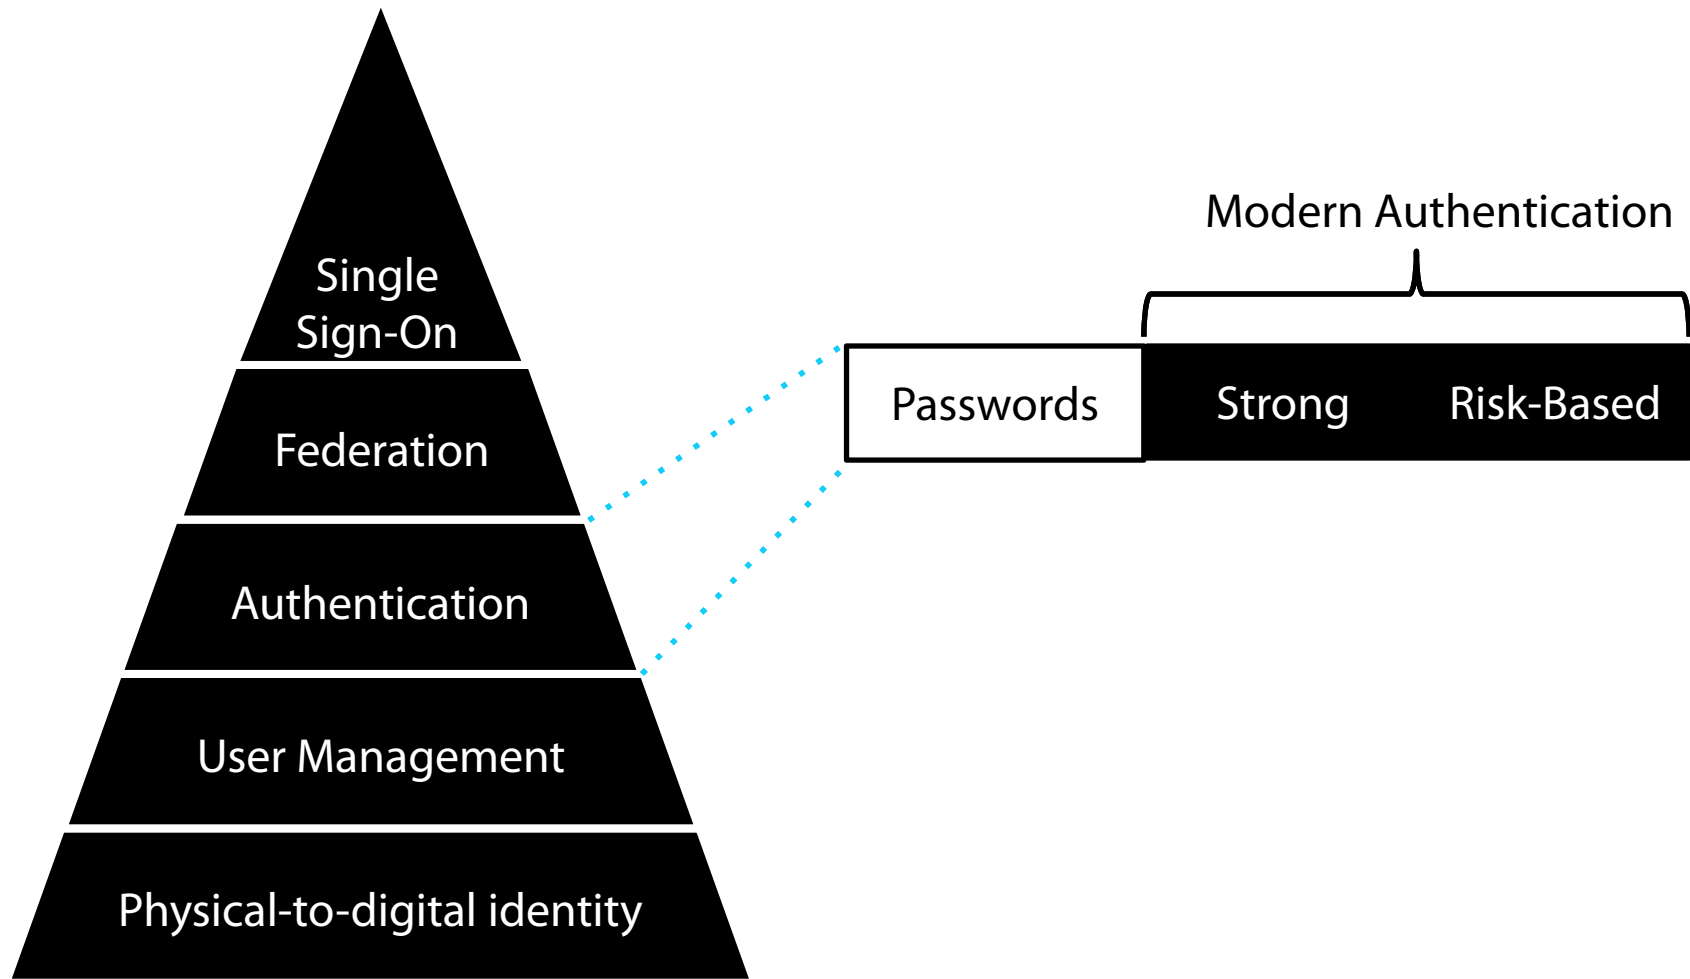 Single
Sign-On
Federation
Authentication
User Management
Physical-to-digital identity
Modern Authentication
Passwords
Strong
Risk-Based